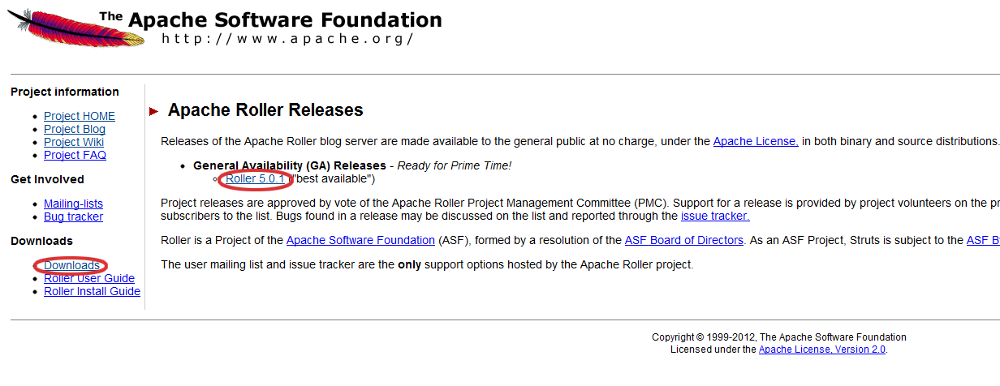 The Apache Software Foundation
http://www.apache.org/
Project information
Project HOME
Project Blog
Project Wiki
Project FAQ
Get Involved
Mailing-lists
Bug tracker
Downloads
Downloads
Roller User Guide
Roller Install Guide
Apache Roller Releases
Releases of the Apache Roller blog server are made available to the general public at no charge, under the Apache License, in both binary and source distributions.
General Availability (GA) Releases - Ready for Prime Time!
Roller 5.0.1 ("best available")
Project releases are approved by vote of the Apache Roller Project Management Committee (PMC). Support for a release is provided by project volunteers on the
subscribers to the list. Bugs found in a release may be discussed on the list and reported through the issue tracker.
Roller is a Project of the Apache Software Foundation (ASF), formed by a resolution of the ASF Board of Directors. As an ASF Project, Struts is subject to the ASF
The user mailing list and issue tracker are the only support options hosted by the Apache Roller project.
Copyright © 1999-2012, The Apache Software Foundation
Licensed under the Apache License, Version 2.0.